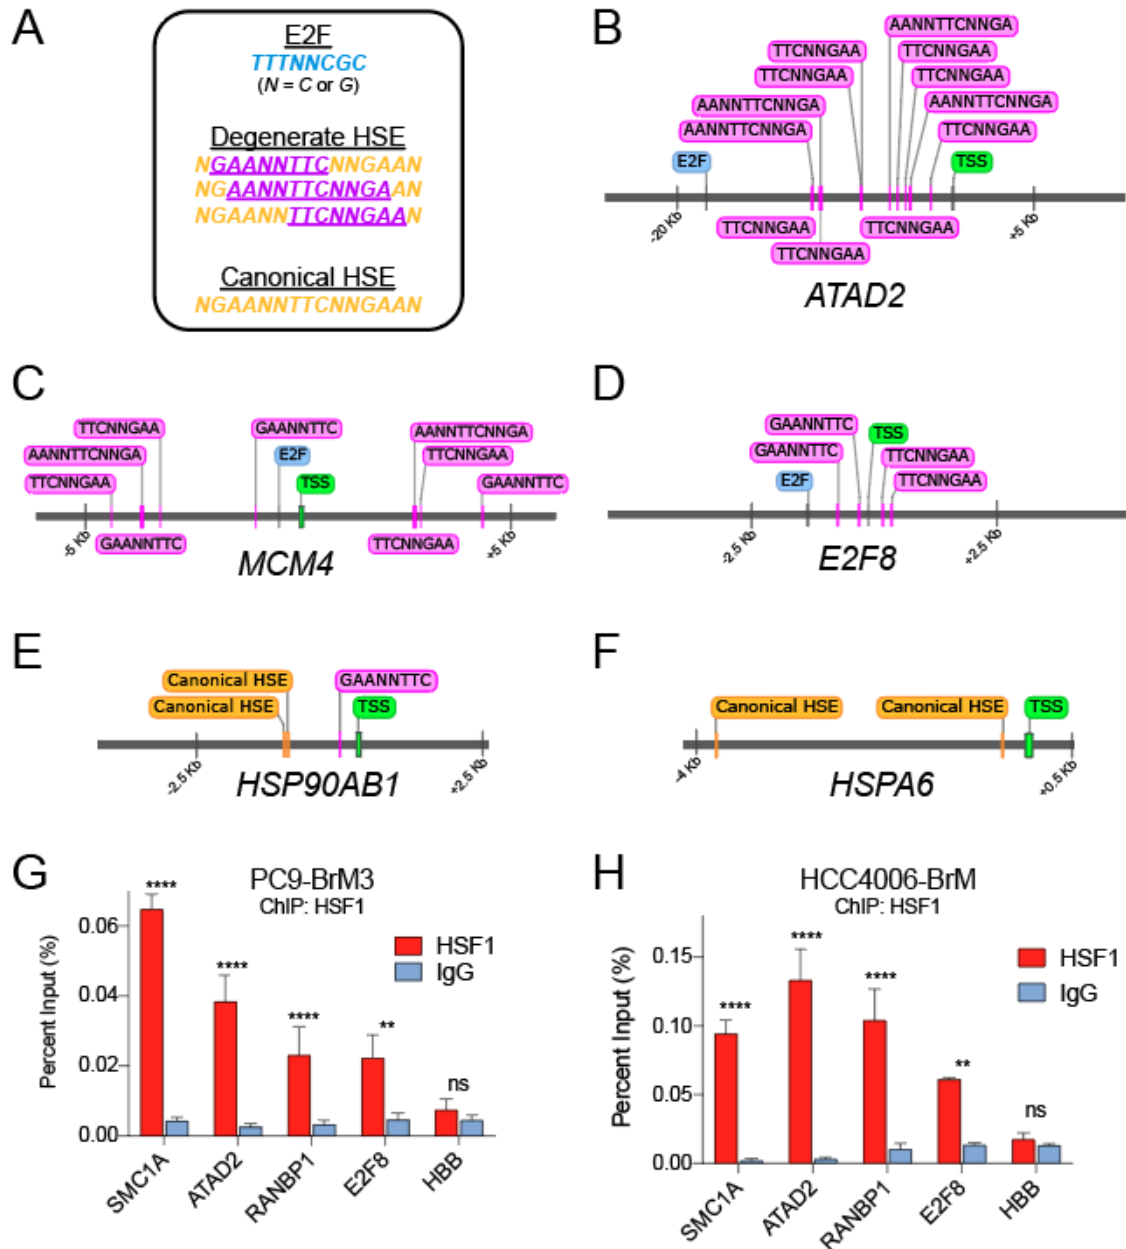 A
E2F
TTTNNCGC
(N = C or G)
Degenerate HSE
NGAANNTTCNNGAAN
NGAANNTTCNNGAAN
NGAANNTTCNNGAAN
Canonical HSE
NGAANNTTCNNGAAN
B
AANNTTCNNGA
TTCNNGAA TTCNNGAA
TTCNNGAA TTCNNGAA
AANNTTCNNGA AANNTTCNNGA
AANNTTCNNGA TTCNNGAA
E2F TSS
-20 Kb +5 Kb
TTCNNGAA TTCNNGAA
TTCNNGAA
ATAD2
C
TTCNNGAA GAANNTTC AANNTTCNNGA
AANNTTCNNGA E2F TTCNNGAA
TTCNNGAA TSS GAANNTTC
-5 Kb +5 Kb
GAANNTTC TTCNNGAA
MCM4
D
GAANNTTC TSS
GAANNTTC TTCNNGAA
E2F TTCNNGAA
-2.5 Kb +2.5 Kb
E2F8
E
Canonical HSE GAANNTTC
Canonical HSE TSS
-2.5 Kb +2.5 Kb
HSP90AB1
F
Canonical HSE Canonical HSE TSS
-4 Kb +0.5 Kb
HSPA6
G
PC9-BrM3
ChIP: HSF1
Percent Input (%)
0.06
0.04
0.02
0.00
**** **** **** ** ns
HSF1
IgG
SMC1A ATAD2 RANBP1 E2F8 HBB
H
HCC4006-BrM
ChIP: HSF1
Percent Input (%)
0.15
0.10
0.05
0.00
**** **** **** ** ns
HSF1
IgG
SMC1A ATAD2 RANBP1 E2F8 HBB